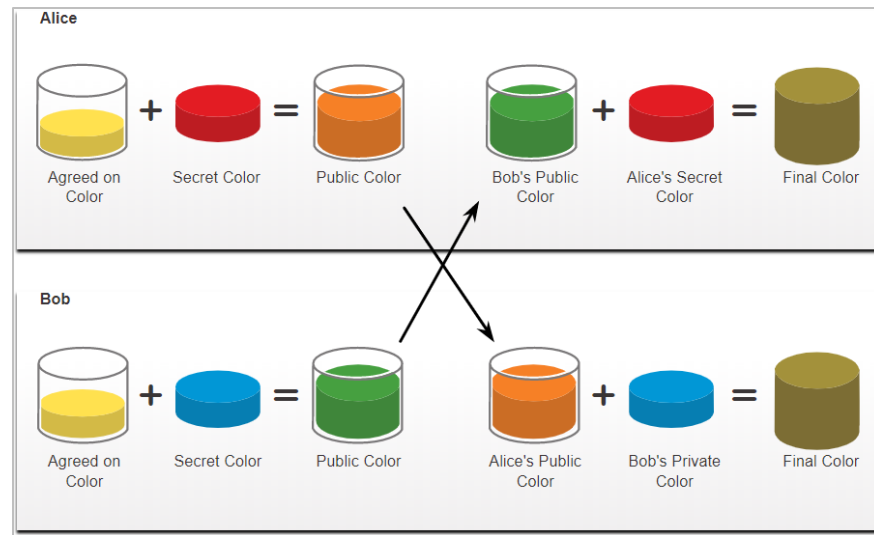 Alice
+ = + =
Agreed on
Color
Secret Color
Public Color
Bob's Public
Color
Alice's Secret
Color
Final Color
Bob
+ = + =
Agreed on
Color
Secret Color
Public Color
Alice's Public
Color
Bob's Private
Color
Final Color